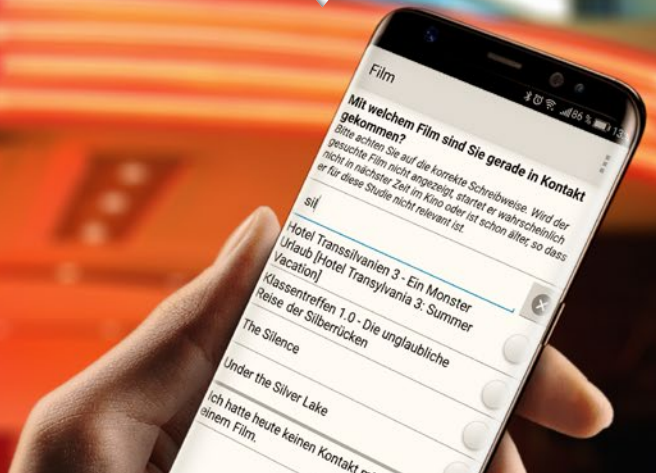 86 % 13
Film
Mit welchem Film sind Sie gerade in Kontakt
gekommen?
Bitte achten Sie auf die korrekte Schreibweise. Wird der
gesuchte Film nicht angezeigt, startet er wahrscheinlich
nicht in nächster Zeit im Kino oder ist schon älter, so dass
er für diese Studie nicht relevant ist.
sil
Hotel Transsilvanien 3 - Ein Monster
Urlaub [Hotel Transylvania 3: Summer
Vacation]
Klassentreffen 1.0 - Die unglaubliche
Reise der Silberrücken
The Silence
Under the Silver Lake
Ich hatte heute keinen Kontakt
einem Film.